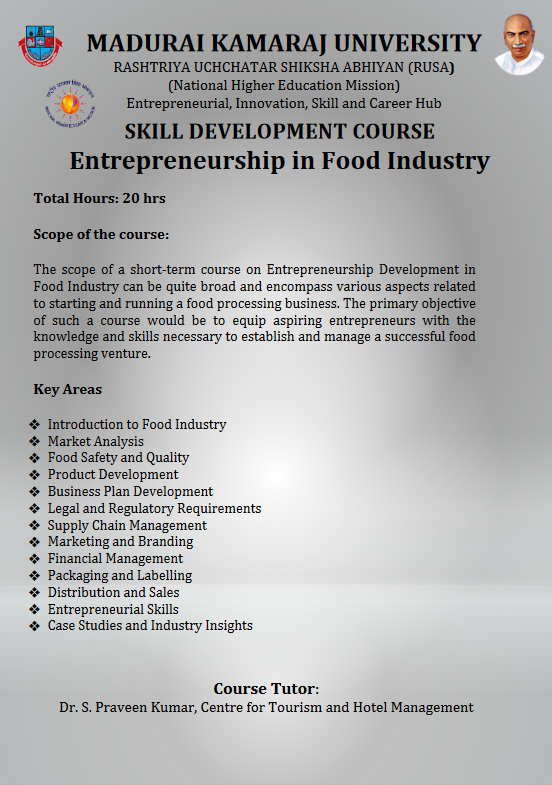 MADURAI KAMARAJ UNIVERSITY
RASHTRIYA UCHCHATAR SHIKSHA ABHIYAN (RUSA)
(National Higher Education Mission)
Entrepreneurial, Innovation, Skill and Career Hub
SKILL DEVELOPMENT COURSE
Entrepreneurship in Food Industry
Total Hours: 20 hrs
Scope of the course:
The scope of a short-term course on Entrepreneurship Development in
Food Industry can be quite broad and encompass various aspects related
to starting and running a food processing business. The primary objective
of such a course would be to equip aspiring entrepreneurs with the
knowledge and skills necessary to establish and manage a successful food
processing venture.
Key Areas
❖ Introduction to Food Industry
❖ Market Analysis
❖ Food Safety and Quality
❖ Product Development
❖ Business Plan Development
❖ Legal and Regulatory Requirements
❖ Supply Chain Management
❖ Marketing and Branding
❖ Financial Management
❖ Packaging and Labelling
❖ Distribution and Sales
❖ Entrepreneurial Skills
❖ Case Studies and Industry Insights
Course Tutor:
Dr. S. Praveen Kumar, Centre for Tourism and Hotel Management